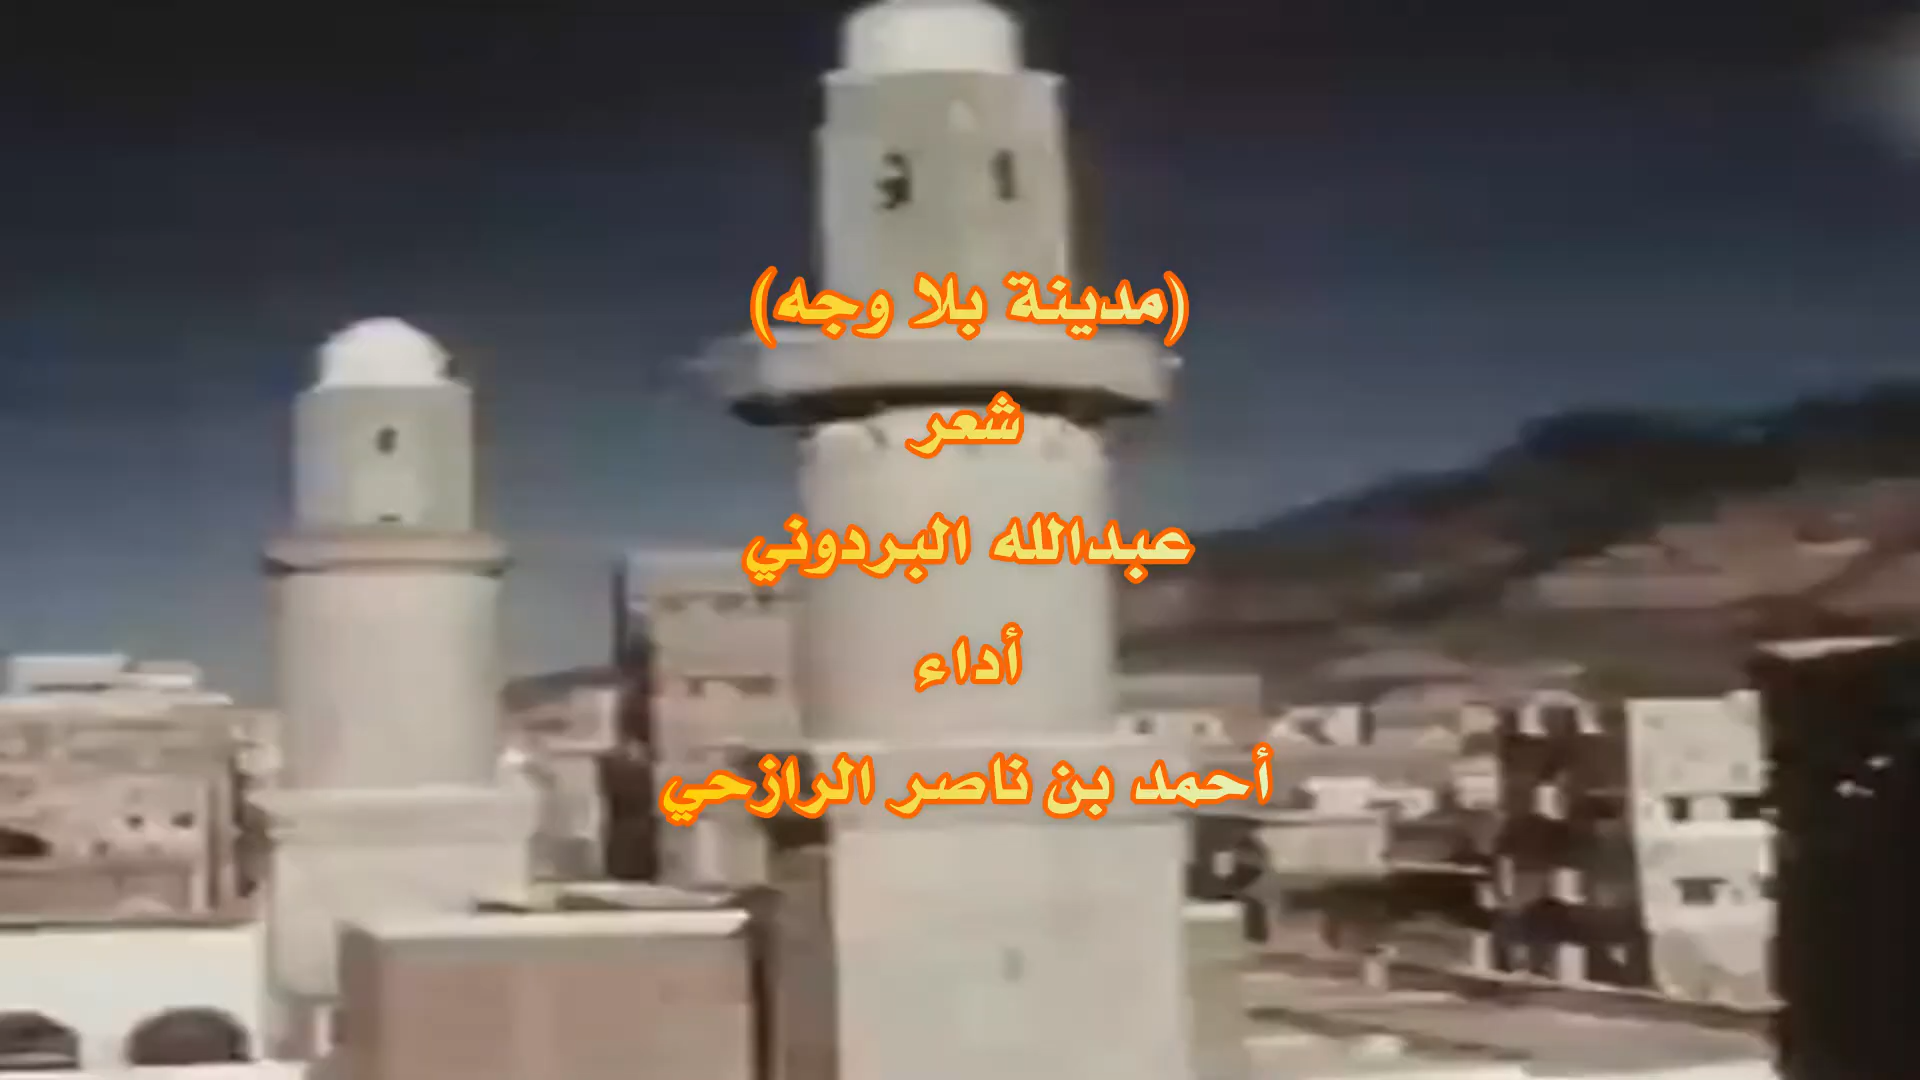 (مدينة بلا وجه)
شعر
عبدالله البردوني
أداء
أحمد بن ناصر الرازحي